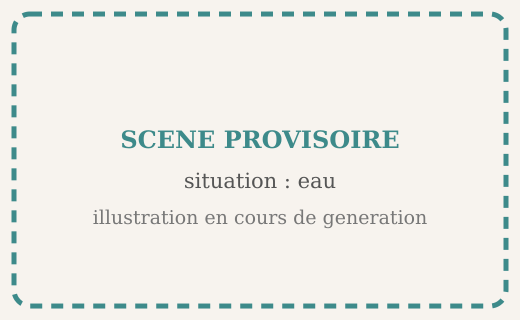 SCENE PROVISOIRE
situation : eau
illustration en cours de generation